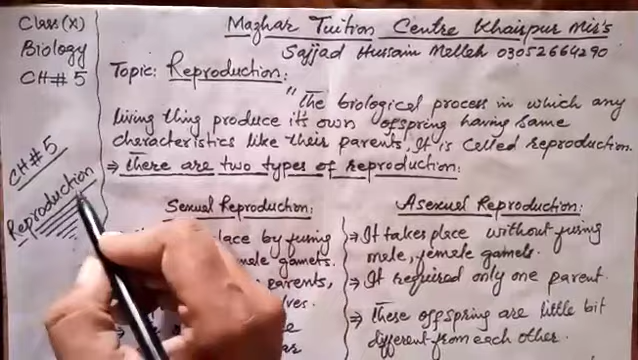 Class (X)
Biology
CH# 5
Mazhar Tuition Centre Khairpur Mir's
Sajjad Hussain Melleh 03052664290
Topic: Reproduction:
"The biological process in which any
living thing produce it's own offspring having same
characteristics like their parents. It is called reproduction.
⇒ there are two types of reproduction:
CH# 5
Reproduction
Sexual Reproduction:
place by fusing
male gamets.
parents,
Asexual Reproduction:
⇒ It takes place without fusing
male, female gamets.
⇒ It required only one parent.
⇒ These offspring are little bit
different from each other.